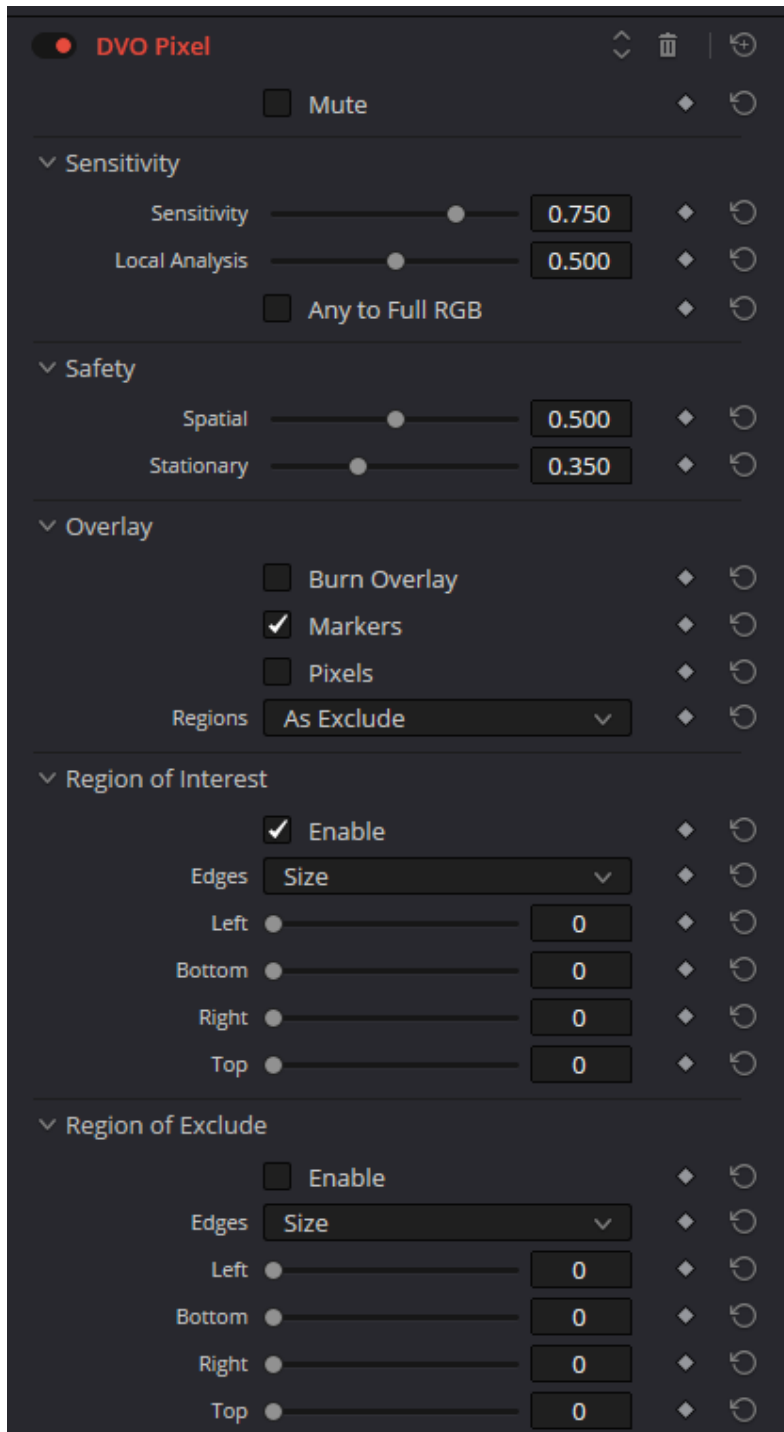 DVO Pixel
Mute
Sensitivity
Sensitivity 0.750
Local Analysis 0.500
Any to Full RGB
Safety
Spatial 0.500
Stationary 0.350
Overlay
Burn Overlay
Markers
Pixels
Regions As Exclude
Region of Interest
Enable
Edges Size
Left 0
Bottom 0
Right 0
Top 0
Region of Exclude
Enable
Edges Size
Left 0
Bottom 0
Right 0
Top 0